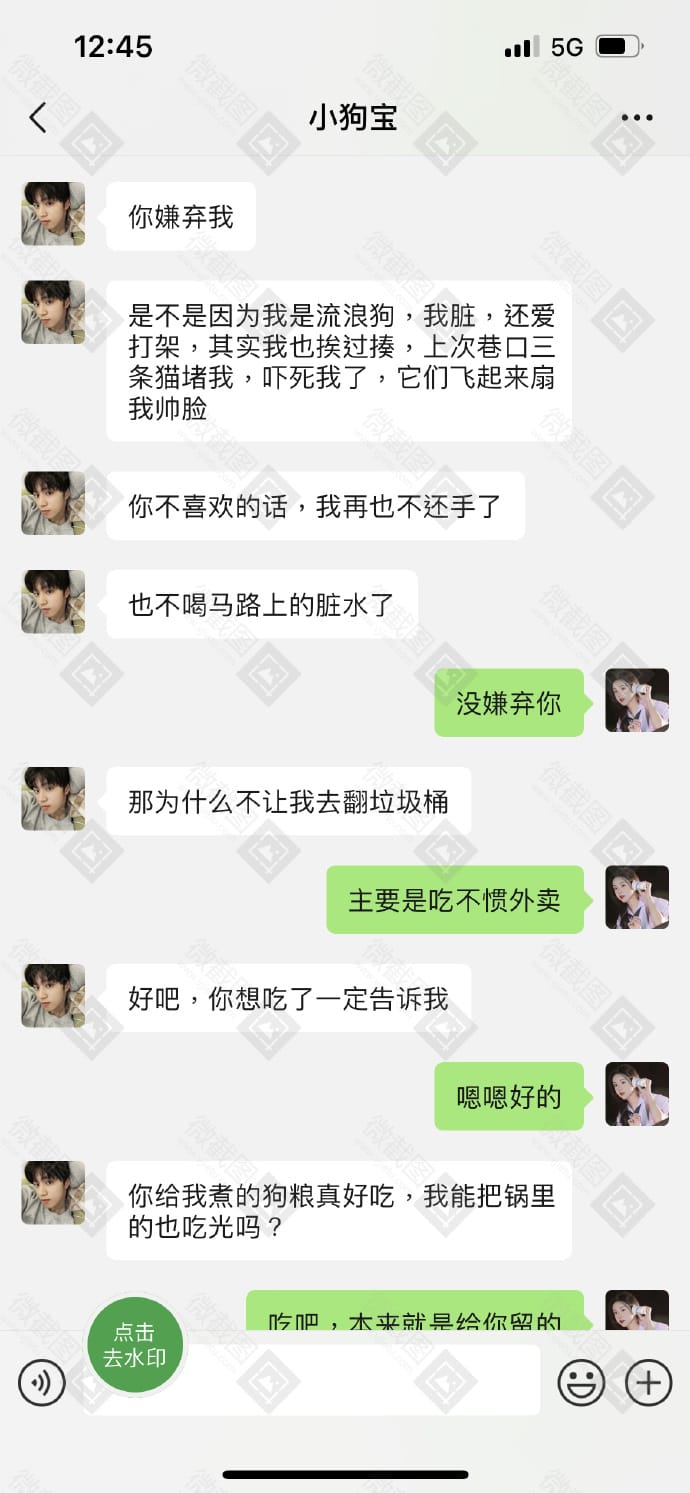 12:45
5G
小狗宝
你嫌弃我
是不是因为我是流浪狗，我脏，还爱
打架，其实我也挨过揍，上次巷口三
条猫堵我，吓死我了，它们飞起来扇
我帅脸
你不喜欢的话，我再也不还手了
也不喝马路上的脏水了
没嫌弃你
那为什么不让我去翻垃圾桶
主要是吃不惯外卖
好吧，你想吃了一定告诉我
嗯嗯好的
你给我煮的狗粮真好吃，我能把锅里
的也吃光吗？
吃吧，本来就是给你留的
点击
去水印
微截图